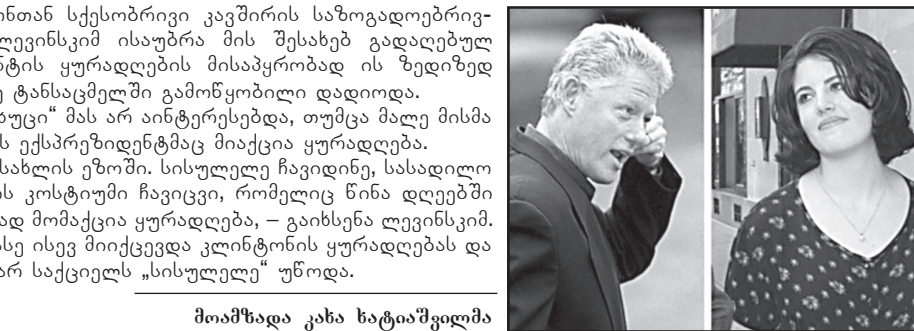 ინთან სქესობრივი კავშირის საზოგადოებრივ-
ლევინსკიმ ისაუბრა მის შესახებ გადაღებულ
ნტის ყურადღების მისაპყრობად ის ზედიზედ
ე ტანსაცმელში გამოწყობილი დადიოდა.
უცი“ მას არ აინტერესებდა, თუმცა მალე მისმა
ს ექსპრეზიდენტმაც მიაქცია ყურადღება.
სახლის ეზოში. სისულელე ჩავიდინე, სასადილო
ის კოსტიუმი ჩავიცვი, რომელიც წინა დღეებში
ად მომაქცია ყურადღება, – გაიხსენა ლევინსკიმ.
სე ისევ მიიქცევდა კლინტონის ყურადღებას და
არ საქციელს „სისულელე“ უწოდა.
მოამზადა კახა ხატიაშვილმა